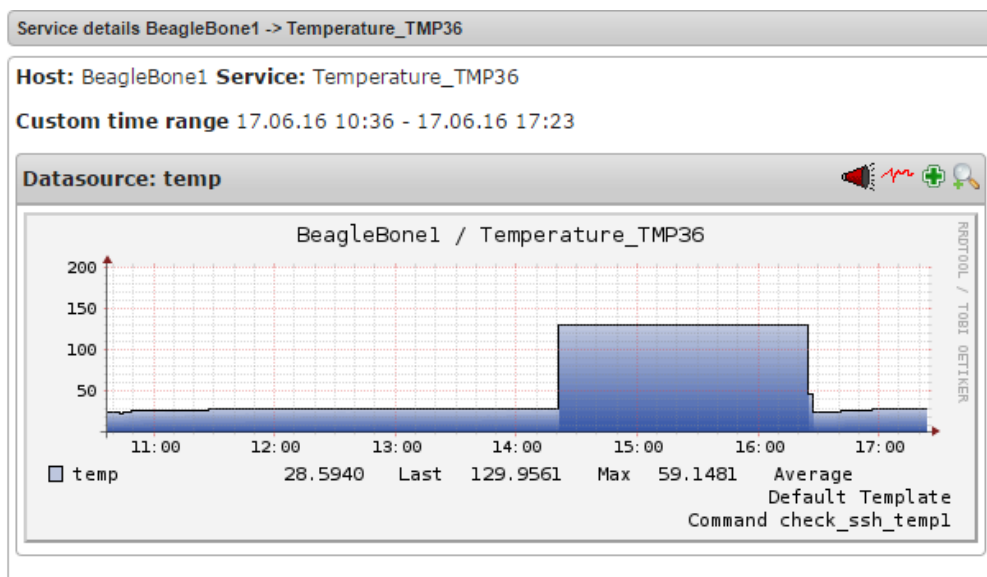 Service details BeagleBone1 -> Temperature_TMP36
Host: BeagleBone1 Service: Temperature_TMP36
Custom time range 17.06.16 10:36 - 17.06.16 17:23
Datasource: temp
BeagleBone1 / Temperature_TMP36
RRDTOOL / TOBI OETIKER
200
150
100
50
11:00 12:00 13:00 14:00 15:00 16:00 17:00
temp 28.5940 Last 129.9561 Max 59.1481 Average
Default Template
Command check_ssh_temp1